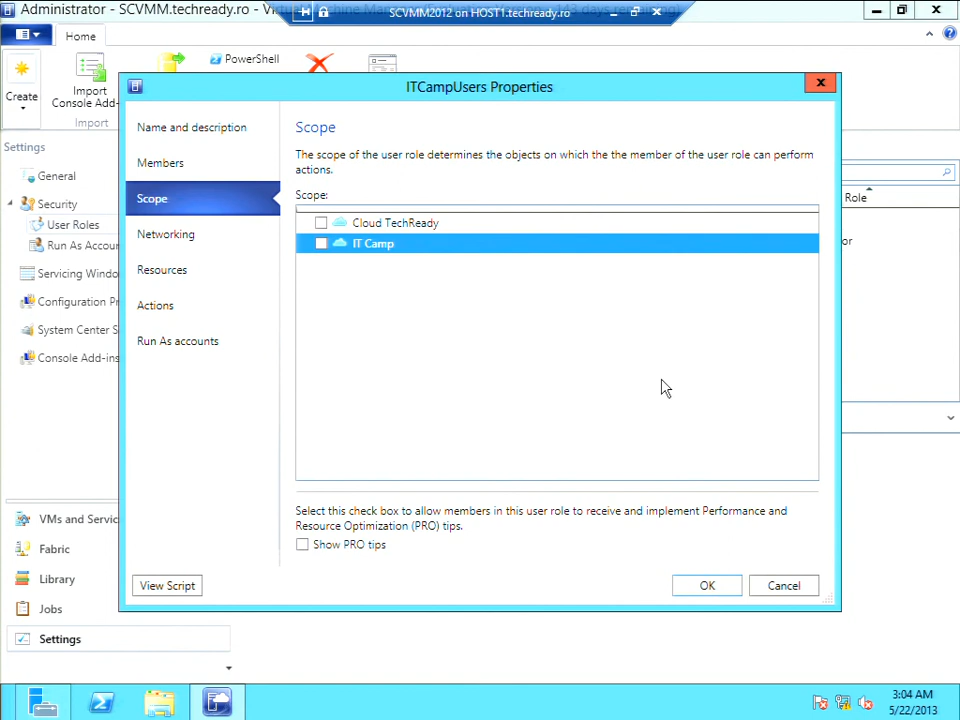 Administrator - SCVMM.techready.ro - Vi
SCVMM2012 on HOST1.techready.ro
Home
PowerShell
Create
Import
Console Add-
Import
ITCampUsers Properties
Settings
General
Security
User Roles
Run As Accou
Servicing Windo
Configuration Pr
System Center S
Console Add-ins
Name and description
Members
Scope
Networking
Resources
Actions
Run As accounts
Scope
The scope of the user role determines the objects on which the the member of the user role can perform
actions.
Scope:
Cloud TechReady
IT Camp
Select this check box to allow members in this user role to receive and implement Performance and
Resource Optimization (PRO) tips.
Show PRO tips
View Script
OK
Cancel
Role
or
VMs and Servic
Fabric
Library
Jobs
Settings
3:04 AM
5/22/2013